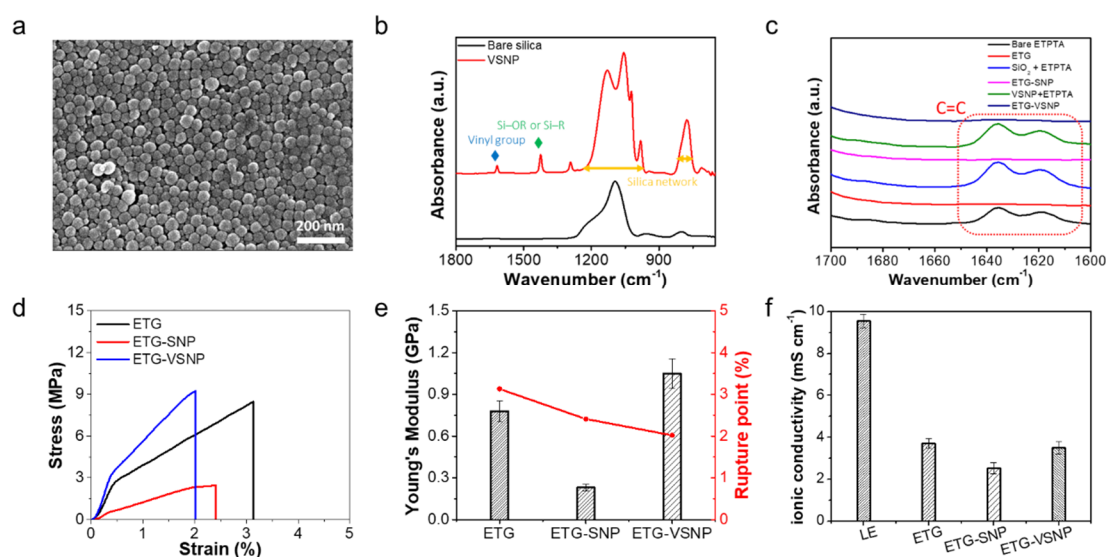 a
200 nm
b
Bare silica
VSNP
Si–OR or Si–R
Vinyl group
Silica network
Absorbance (a.u.)
1800
1500
1200
900
Wavenumber (cm-1)
c
Bare ETPTA
ETG
SiO2 + ETPTA
ETG-SNP
VSNP+ETPTA
ETG-VSNP
C=C
Absorbance (a.u.)
1700
1680
1660
1640
1620
1600
Wavenumber (cm-1)
d
ETG
ETG-SNP
ETG-VSNP
Stress (MPa)
15
12
9
6
3
0
0
1
2
3
4
5
Strain (%)
e
Young's Modulus (GPa)
1.5
1.2
0.9
0.6
0.3
0.0
ETG
ETG-SNP
ETG-VSNP
5
4
3
2
1
0
Rupture point (%)
f
ionic conductivity (mS cm-1)
10
8
6
4
2
0
LE
ETG
ETG-SNP
ETG-VSNP